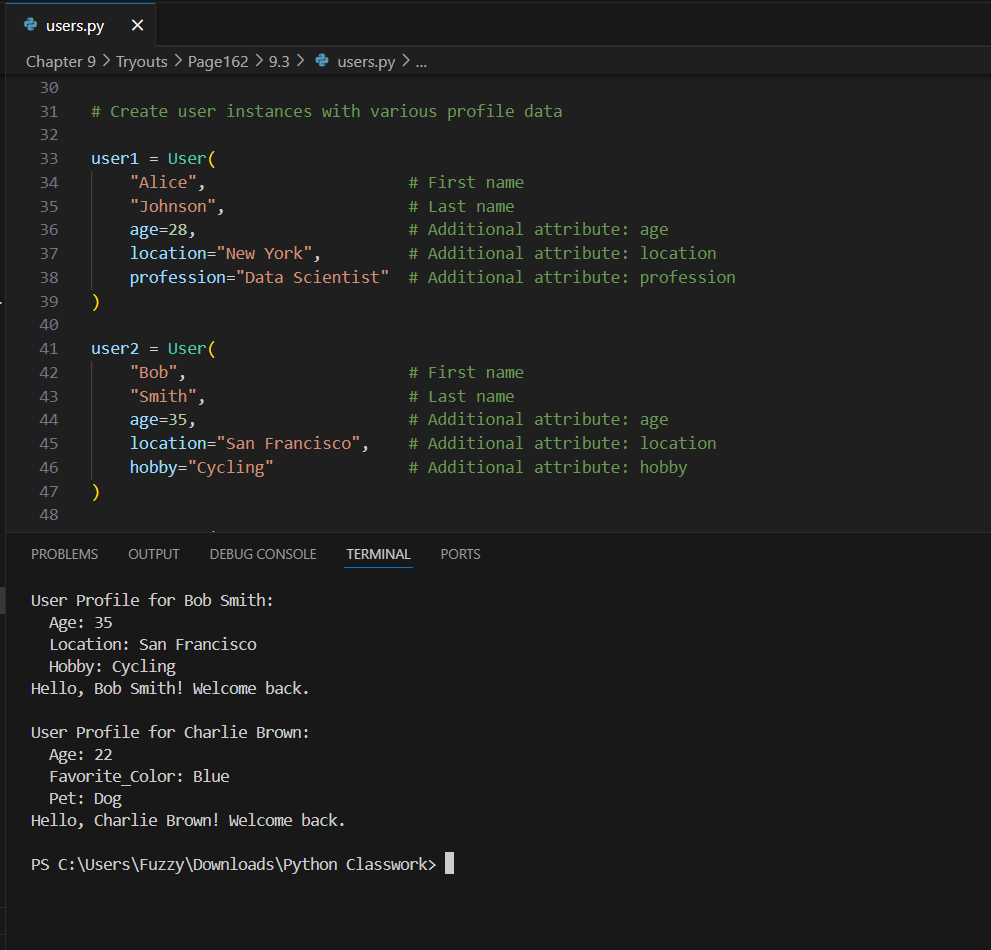 users.py ×
Chapter 9 > Tryouts > Page162 > 9.3 > users.py > ...
30
31 # Create user instances with various profile data
32
33 user1 = User(
34     "Alice",                     # First name
35     "Johnson",                   # Last name
36     age=28,                      # Additional attribute: age
37     location="New York",         # Additional attribute: location
38     profession="Data Scientist"  # Additional attribute: profession
39 )
40
41 user2 = User(
42     "Bob",                       # First name
43     "Smith",                     # Last name
44     age=35,                      # Additional attribute: age
45     location="San Francisco",    # Additional attribute: location
46     hobby="Cycling"              # Additional attribute: hobby
47 )
48
PROBLEMS OUTPUT DEBUG CONSOLE TERMINAL PORTS
User Profile for Bob Smith:
  Age: 35
  Location: San Francisco
  Hobby: Cycling
Hello, Bob Smith! Welcome back.
User Profile for Charlie Brown:
  Age: 22
  Favorite_Color: Blue
  Pet: Dog
Hello, Charlie Brown! Welcome back.
PS C:\Users\Fuzzy\Downloads\Python Classwork>